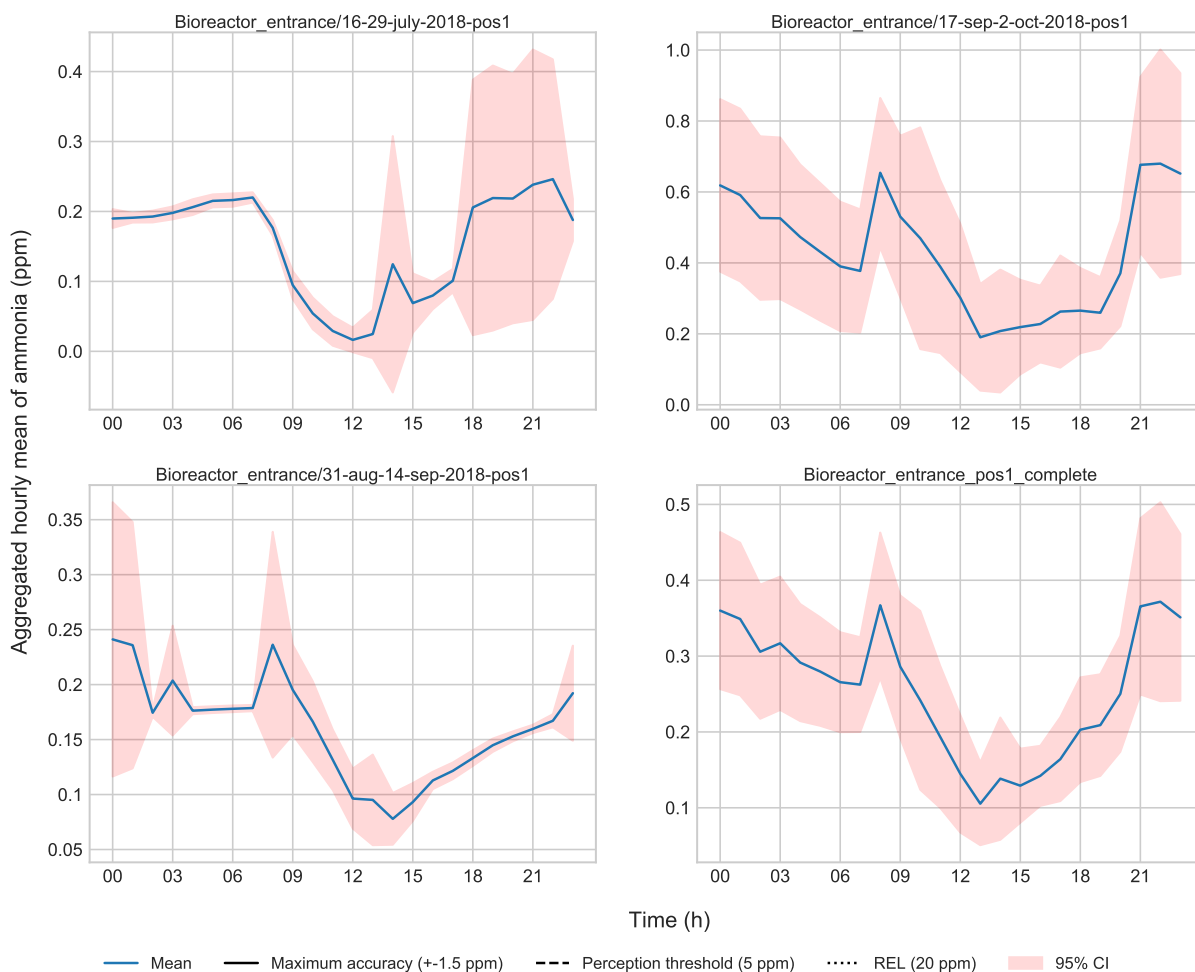 Bioreactor_entrance/16-29-july-2018-pos1
0.4
0.3
0.2
0.1
0.0
00 03 06 09 12 15 18 21
Bioreactor_entrance/17-sep-2-oct-2018-pos1
1.0
0.8
0.6
0.4
0.2
0.0
00 03 06 09 12 15 18 21
Aggregated hourly mean of ammonia (ppm)
Bioreactor_entrance/31-aug-14-sep-2018-pos1
0.35
0.3
0.25
0.2
0.15
0.1
0.05
00 03 06 09 12 15 18 21
Bioreactor_entrance_pos1_complete
0.5
0.4
0.3
0.2
0.1
00 03 06 09 12 15 18 21
Time (h)
Mean Maximum accuracy (+-1.5 ppm) Perception threshold (5 ppm) REL (20 ppm) 95% CI